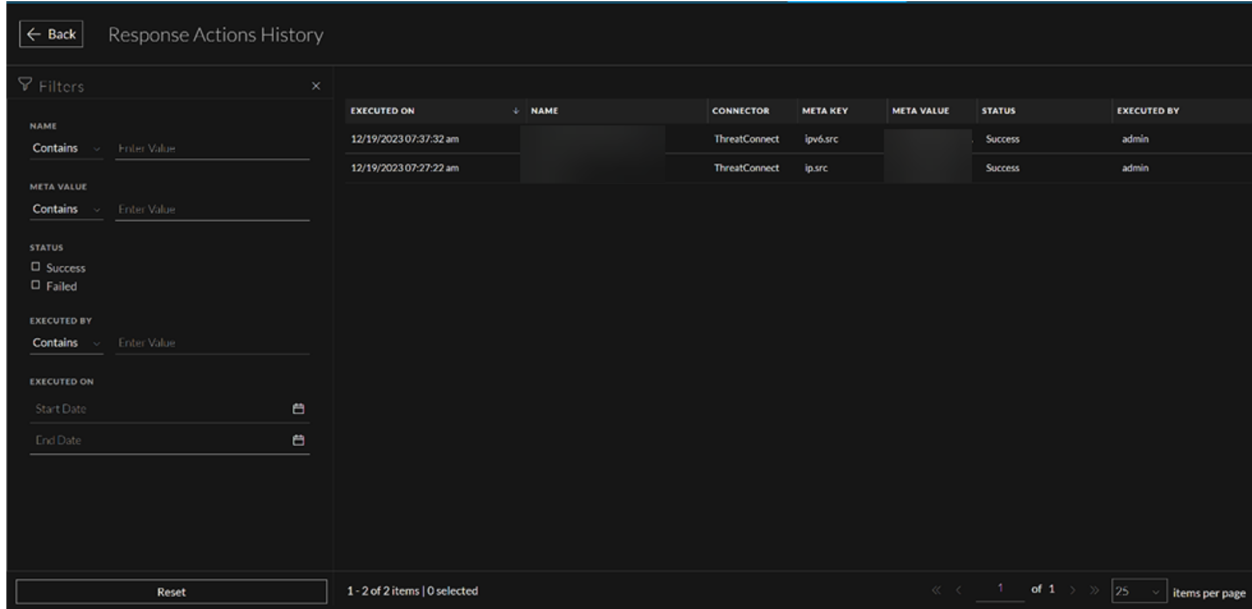 Back Response Actions History
Filters
NAME
Contains Enter Value
META VALUE
Contains Enter Value
STATUS
Success
Failed
EXECUTED BY
Contains Enter Value
EXECUTED ON
Start Date
End Date
Reset
EXECUTED ON NAME CONNECTOR META KEY META VALUE STATUS EXECUTED BY
12/19/2023 07:37:32 am ThreatConnect ipv6.src Success admin
12/19/2023 07:27:22 am ThreatConnect ip.src Success admin
1 - 2 of 2 items | 0 selected
1 of 1 25 items per page